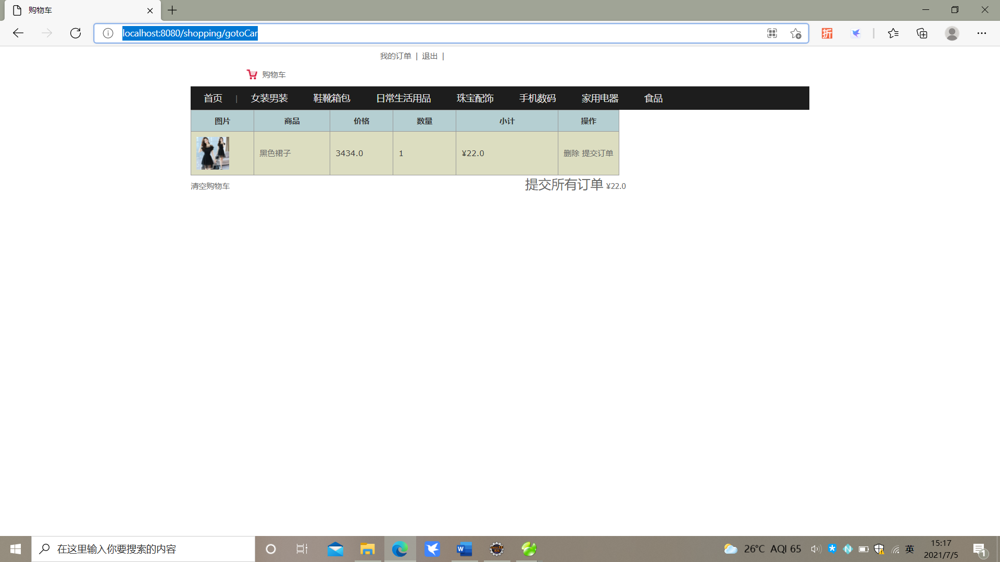 购物车
localhost:8080/shopping/gotoCar
折
我的订单 | 退出 |
购物车
首页 | 女装男装 鞋靴箱包 日常生活用品 珠宝配饰 手机数码 家用电器 食品
图片 商品 价格 数量 小计 操作
黑色裙子 3434.0 1 ¥22.0 删除 提交订单
清空购物车 提交所有订单 ¥22.0
在这里输入你要搜索的内容
W
26°C AQI 65
N
英
15:17
2021/7/5
1